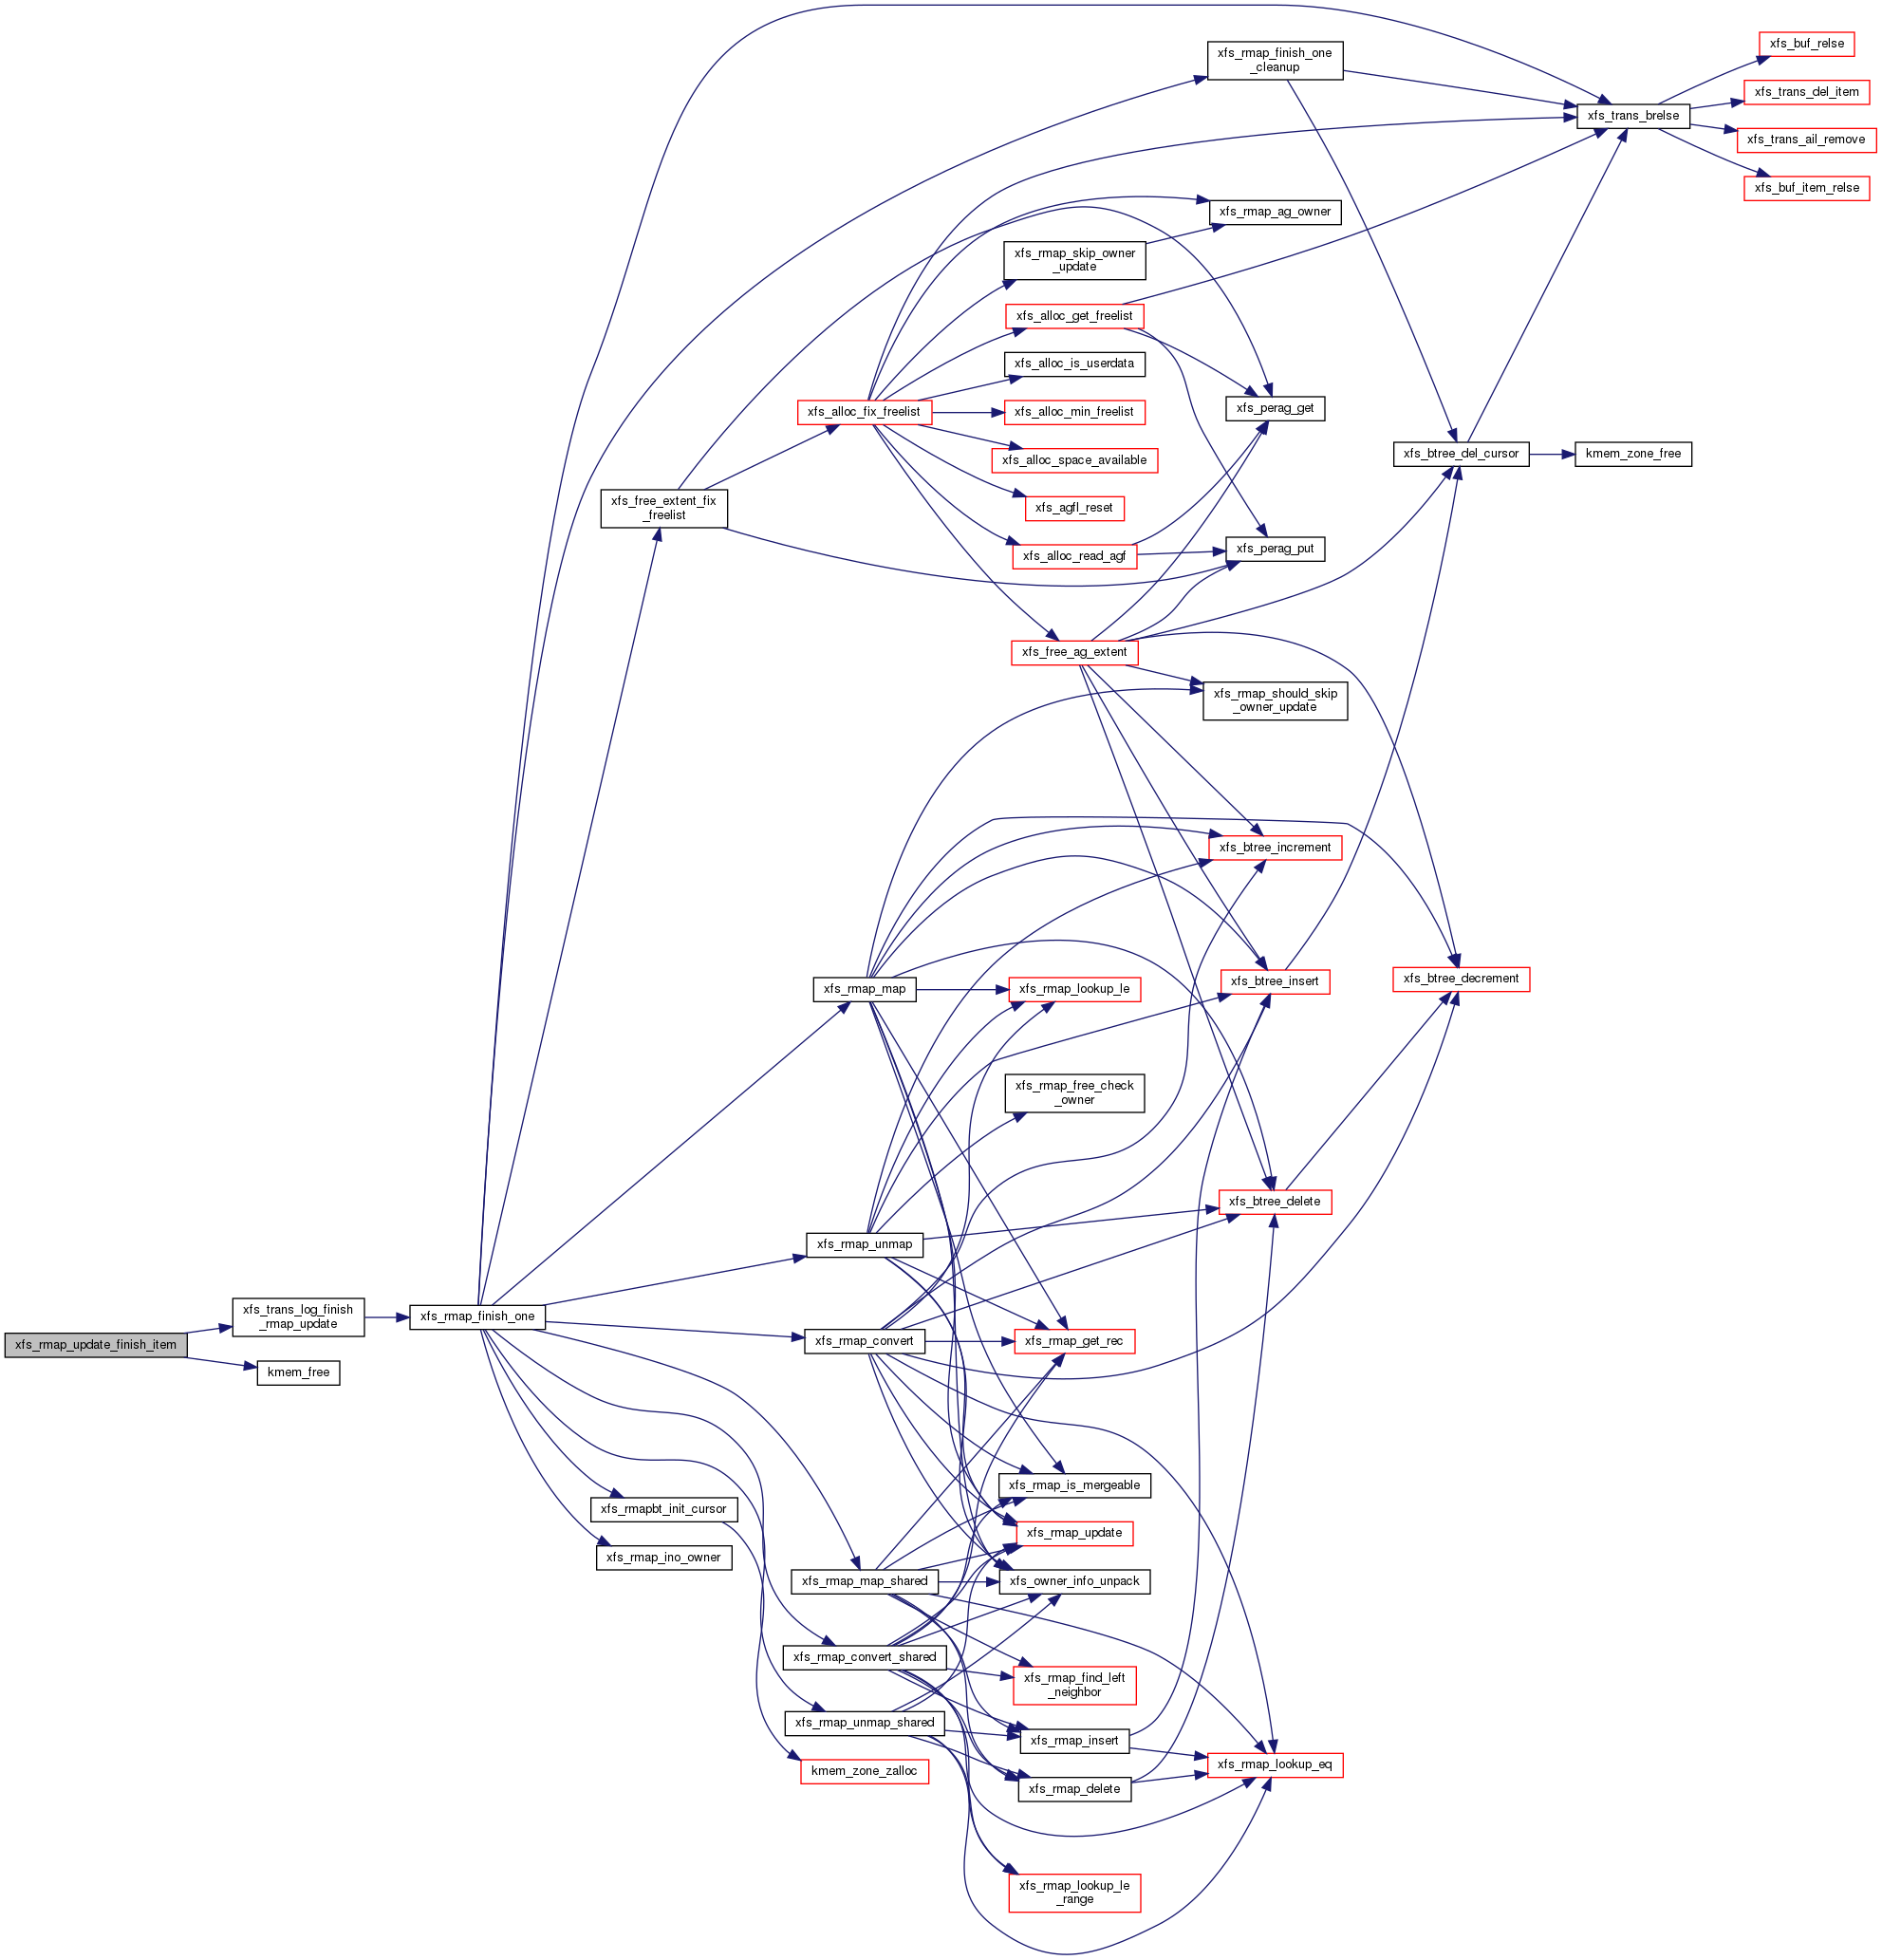 xfs_rmap_update_finish_item
xfs_trans_log_finish
_rmap_update
kmem_free
xfs_rmap_finish_one
xfs_free_extent_fix
_freelist
xfs_rmapbt_init_cursor
xfs_rmap_ino_owner
xfs_alloc_fix_freelist
xfs_rmap_map
xfs_rmap_unmap
xfs_rmap_convert
xfs_rmap_map_shared
xfs_rmap_convert_shared
xfs_rmap_unmap_shared
kmem_zone_zalloc
xfs_rmap_skip_owner
_update
xfs_alloc_get_freelist
xfs_alloc_is_userdata
xfs_alloc_min_freelist
xfs_alloc_space_available
xfs_agfl_reset
xfs_alloc_read_agf
xfs_free_ag_extent
xfs_rmap_lookup_le
xfs_rmap_free_check
_owner
xfs_rmap_get_rec
xfs_rmap_is_mergeable
xfs_rmap_update
xfs_owner_info_unpack
xfs_rmap_find_left
_neighbor
xfs_rmap_insert
xfs_rmap_delete
xfs_rmap_lookup_le
_range
xfs_rmap_finish_one
_cleanup
xfs_rmap_ag_owner
xfs_perag_get
xfs_perag_put
xfs_rmap_should_skip
_owner_update
xfs_btree_increment
xfs_btree_insert
xfs_btree_delete
xfs_rmap_lookup_eq
xfs_btree_del_cursor
xfs_btree_decrement
xfs_trans_brelse
kmem_zone_free
xfs_buf_relse
xfs_trans_del_item
xfs_trans_ail_remove
xfs_buf_item_relse